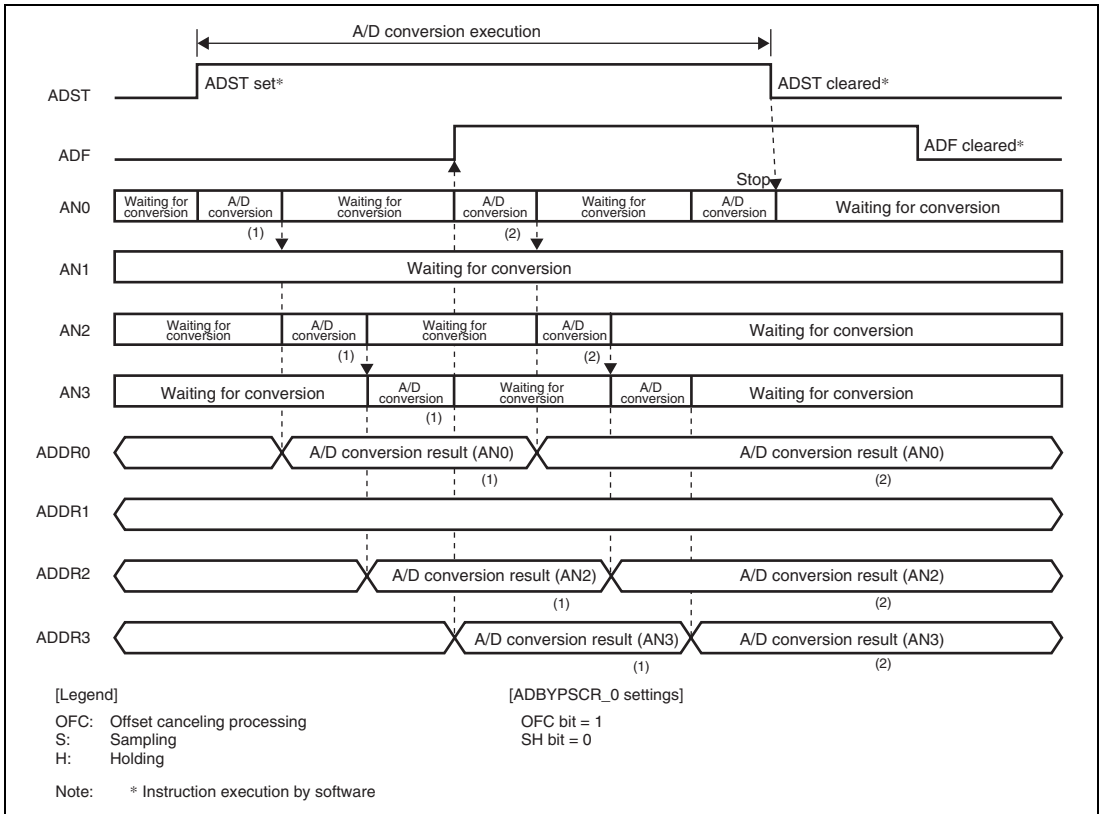 A/D conversion execution
ADST
ADST set*
ADST cleared*
ADF
ADF cleared*
Stop
AN0
Waiting for
conversion
A/D
conversion
Waiting for
conversion
A/D
conversion
Waiting for
conversion
A/D
conversion
Waiting for conversion
(1)
(2)
AN1
Waiting for conversion
AN2
Waiting for
conversion
A/D
conversion
Waiting for
conversion
A/D
conversion
Waiting for conversion
(1)
(2)
AN3
Waiting for conversion
A/D
conversion
Waiting for
conversion
A/D
conversion
Waiting for conversion
(1)
ADDR0
A/D conversion result (AN0)
A/D conversion result (AN0)
(1)
(2)
ADDR1
ADDR2
A/D conversion result (AN2)
A/D conversion result (AN2)
(1)
(2)
ADDR3
A/D conversion result (AN3)
A/D conversion result (AN3)
(1)
(2)
[Legend]
OFC: Offset canceling processing
S: Sampling
H: Holding
[ADBYPSCR_0 settings]
OFC bit = 1
SH bit = 0
Note: * Instruction execution by software